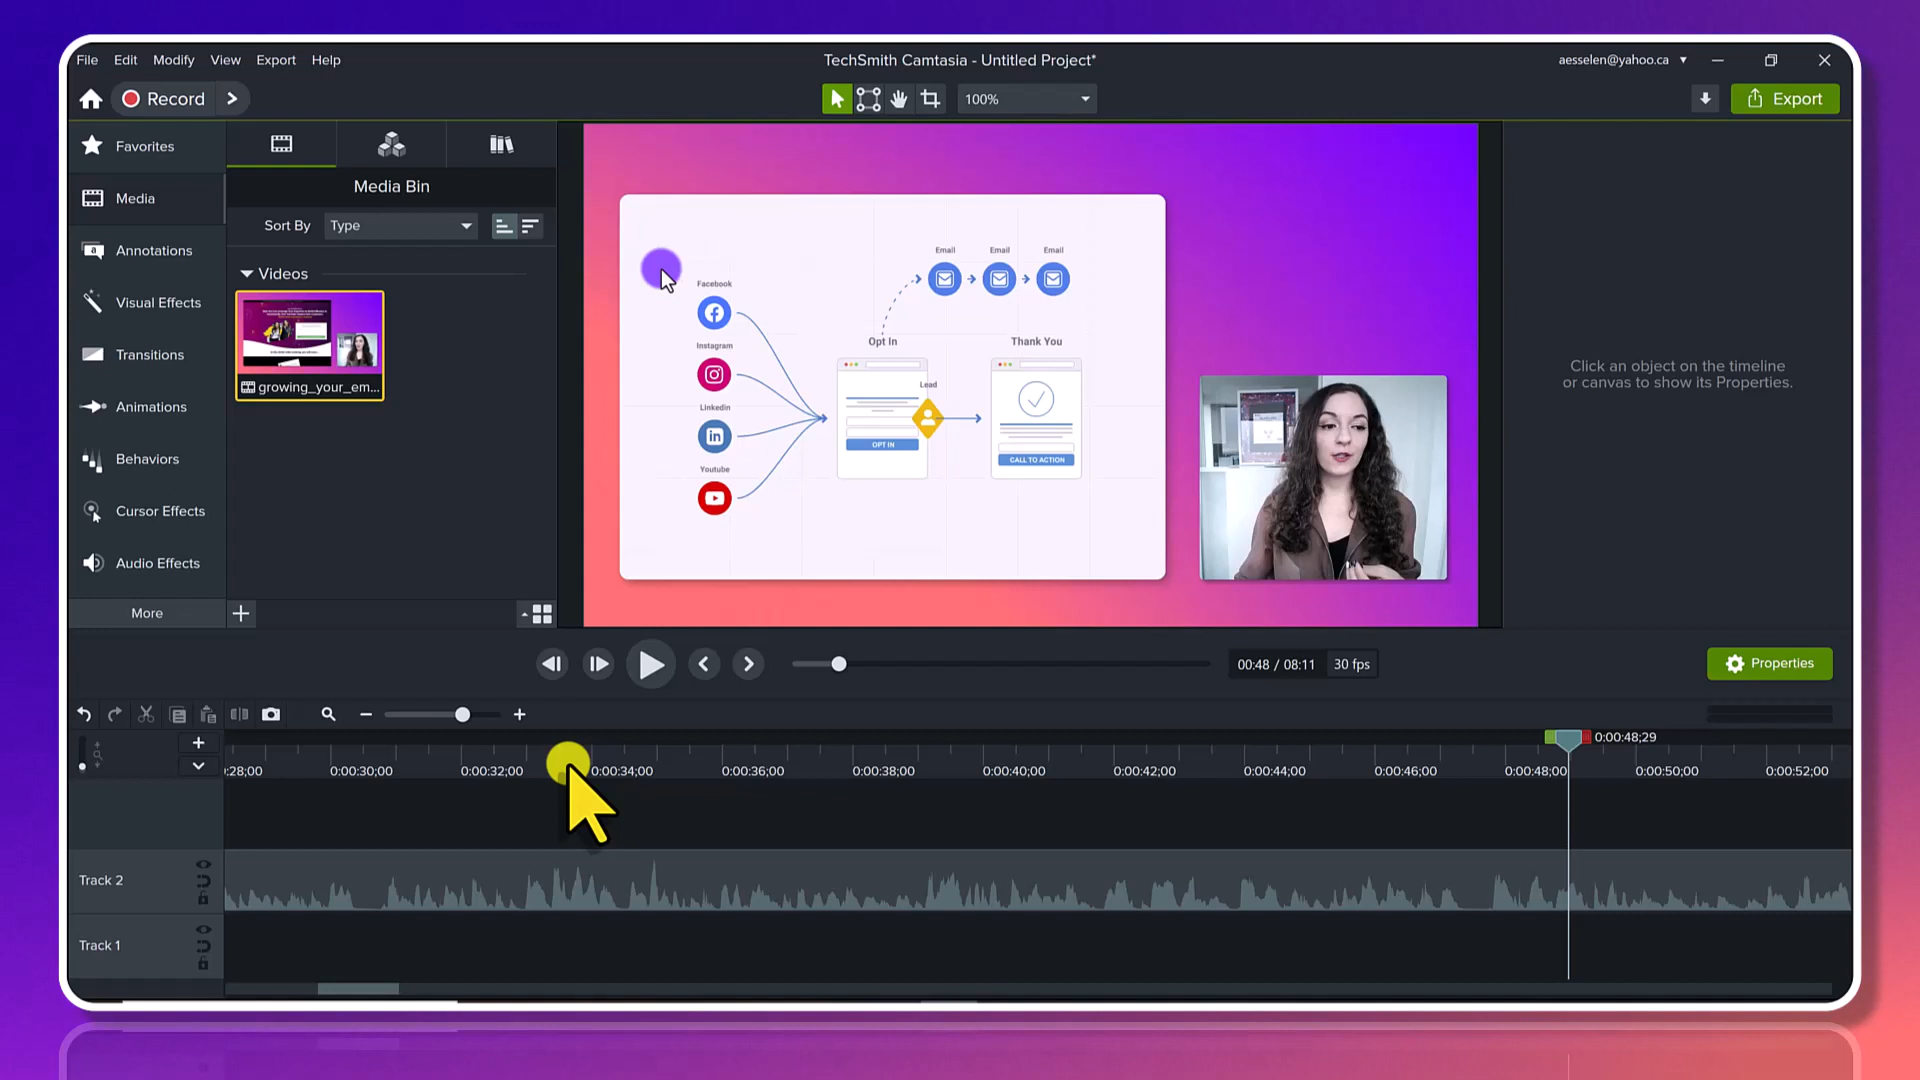 File Edit Modify View Export Help
TechSmith Camtasia - Untitled Project*
aesselen@yahoo.ca
Record
100%
Export
Favorites
Media
Annotations
Visual Effects
Transitions
Animations
Behaviors
Cursor Effects
Audio Effects
More
Media Bin
Sort By Type
Videos
growing_your_em...
Email Email Email
Facebook
Instagram
Linkedin
Youtube
Opt In
Thank You
Lead
OPT IN
CALL TO ACTION
Click an object on the timeline
or canvas to show its Properties.
00:48 / 08:11 30 fps
Properties
0:00:48;29
:28;00 0:00:30;00 0:00:32;00 0:00:34;00 0:00:36;00 0:00:38;00 0:00:40;00 0:00:42;00 0:00:44;00 0:00:46;00 0:00:48;00 0:00:50;00 0:00:52;00
Track 2
Track 1